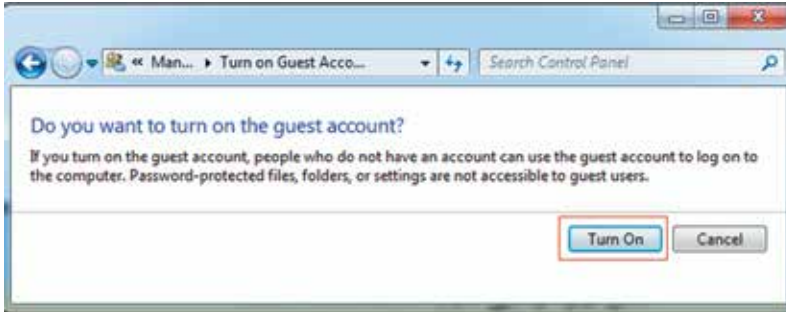 « Man... ▸ Turn on Guest Acco...
Search Control Panel
Do you want to turn on the guest account?
If you turn on the guest account, people who do not have an account can use the guest account to log on to
the computer. Password-protected files, folders, or settings are not accessible to guest users.
Turn On
Cancel